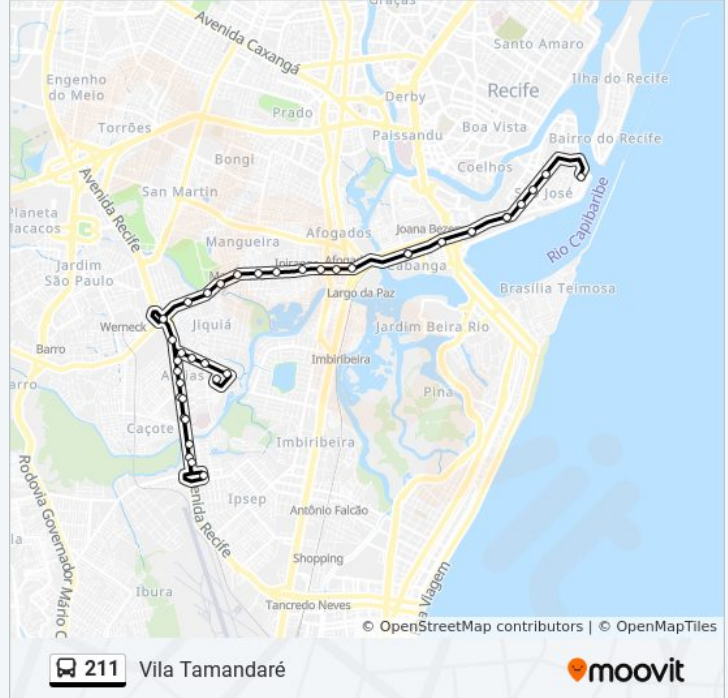 Graças
Avenida Caxangá
Santo Amaro
Engenho
do Meio
Ilha do Recife
Derby
Recife
Prado
Torrões
Paissandu
Boa Vista
Bairro do Recife
Bongi
Coelhos
Avenida Recife
San Martin
José
Planeta
Macacos
Mangueira
Afogados
Joana Bezerra
Rio Capibaribe
Jardim
São Paulo
Largo da Paz
Brasília Teimosa
Werneck
Jiquiá
Jardim Beira Rio
Barro
Imbiribeira
Pina
Caçote
Imbiribeira
Rodovia Governador Mário C
Ipsep
Avenida Recife
Antônio Falcão
Shopping
Ibura
Tancredo Neves
Viagem
© OpenStreetMap contributors | © OpenMapTiles
211 Vila Tamandaré
moovit